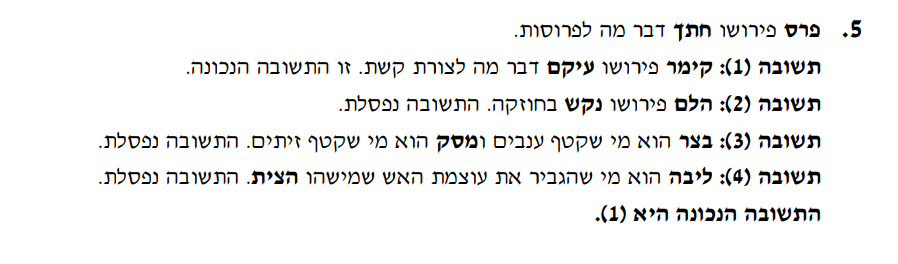 5. פרס פירושו חתך דבר מה לפרוסות.
תשובה (1): קימר פירושו עיקם דבר מה לצורת קשת. זו התשובה הנכונה.
תשובה (2): הלם פירושו נקש בחוזקה. התשובה נפסלת.
תשובה (3): בצר הוא מי שקטף ענבים ומסק הוא מי שקטף זיתים. התשובה נפסלת.
תשובה (4): ליבה הוא מי שהגביר את עוצמת האש שמישהו הצית. התשובה נפסלת.
התשובה הנכונה היא (1).